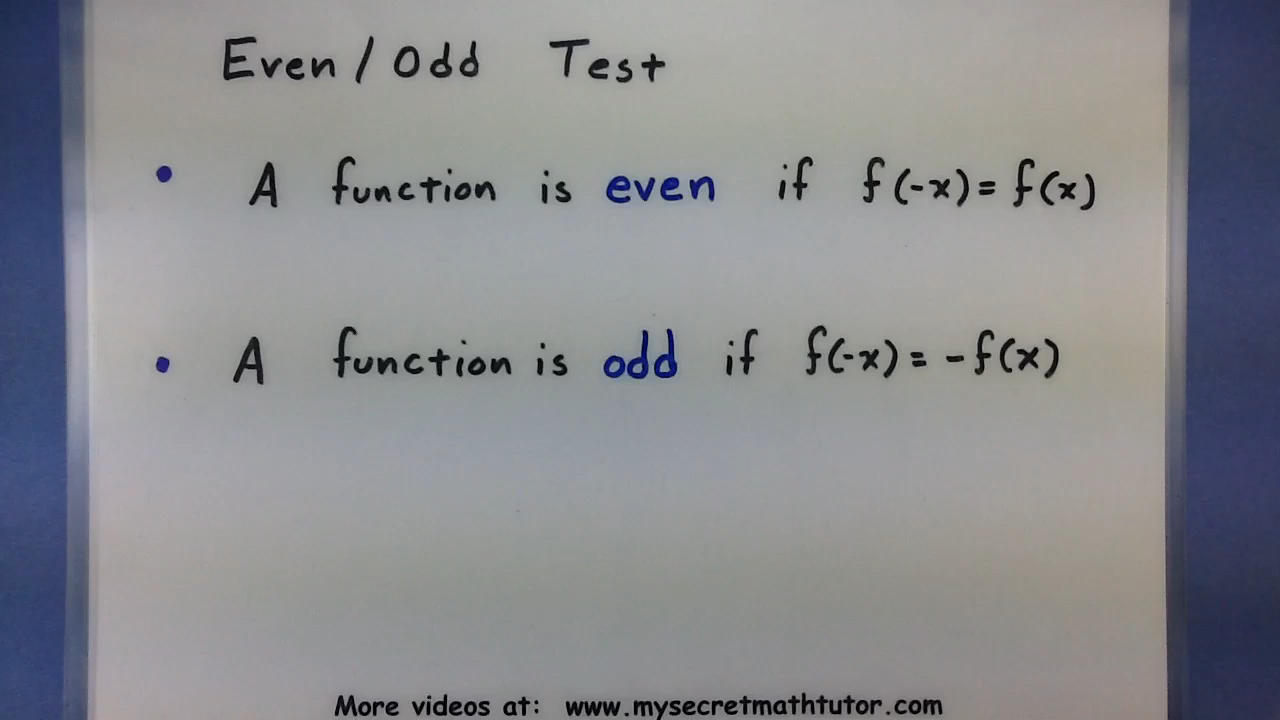 Even / Odd Test
• A function is even if f(-x) = f(x)
• A function is odd if f(-x) = -f(x)
More videos at: www.mysecretmathtutor.com